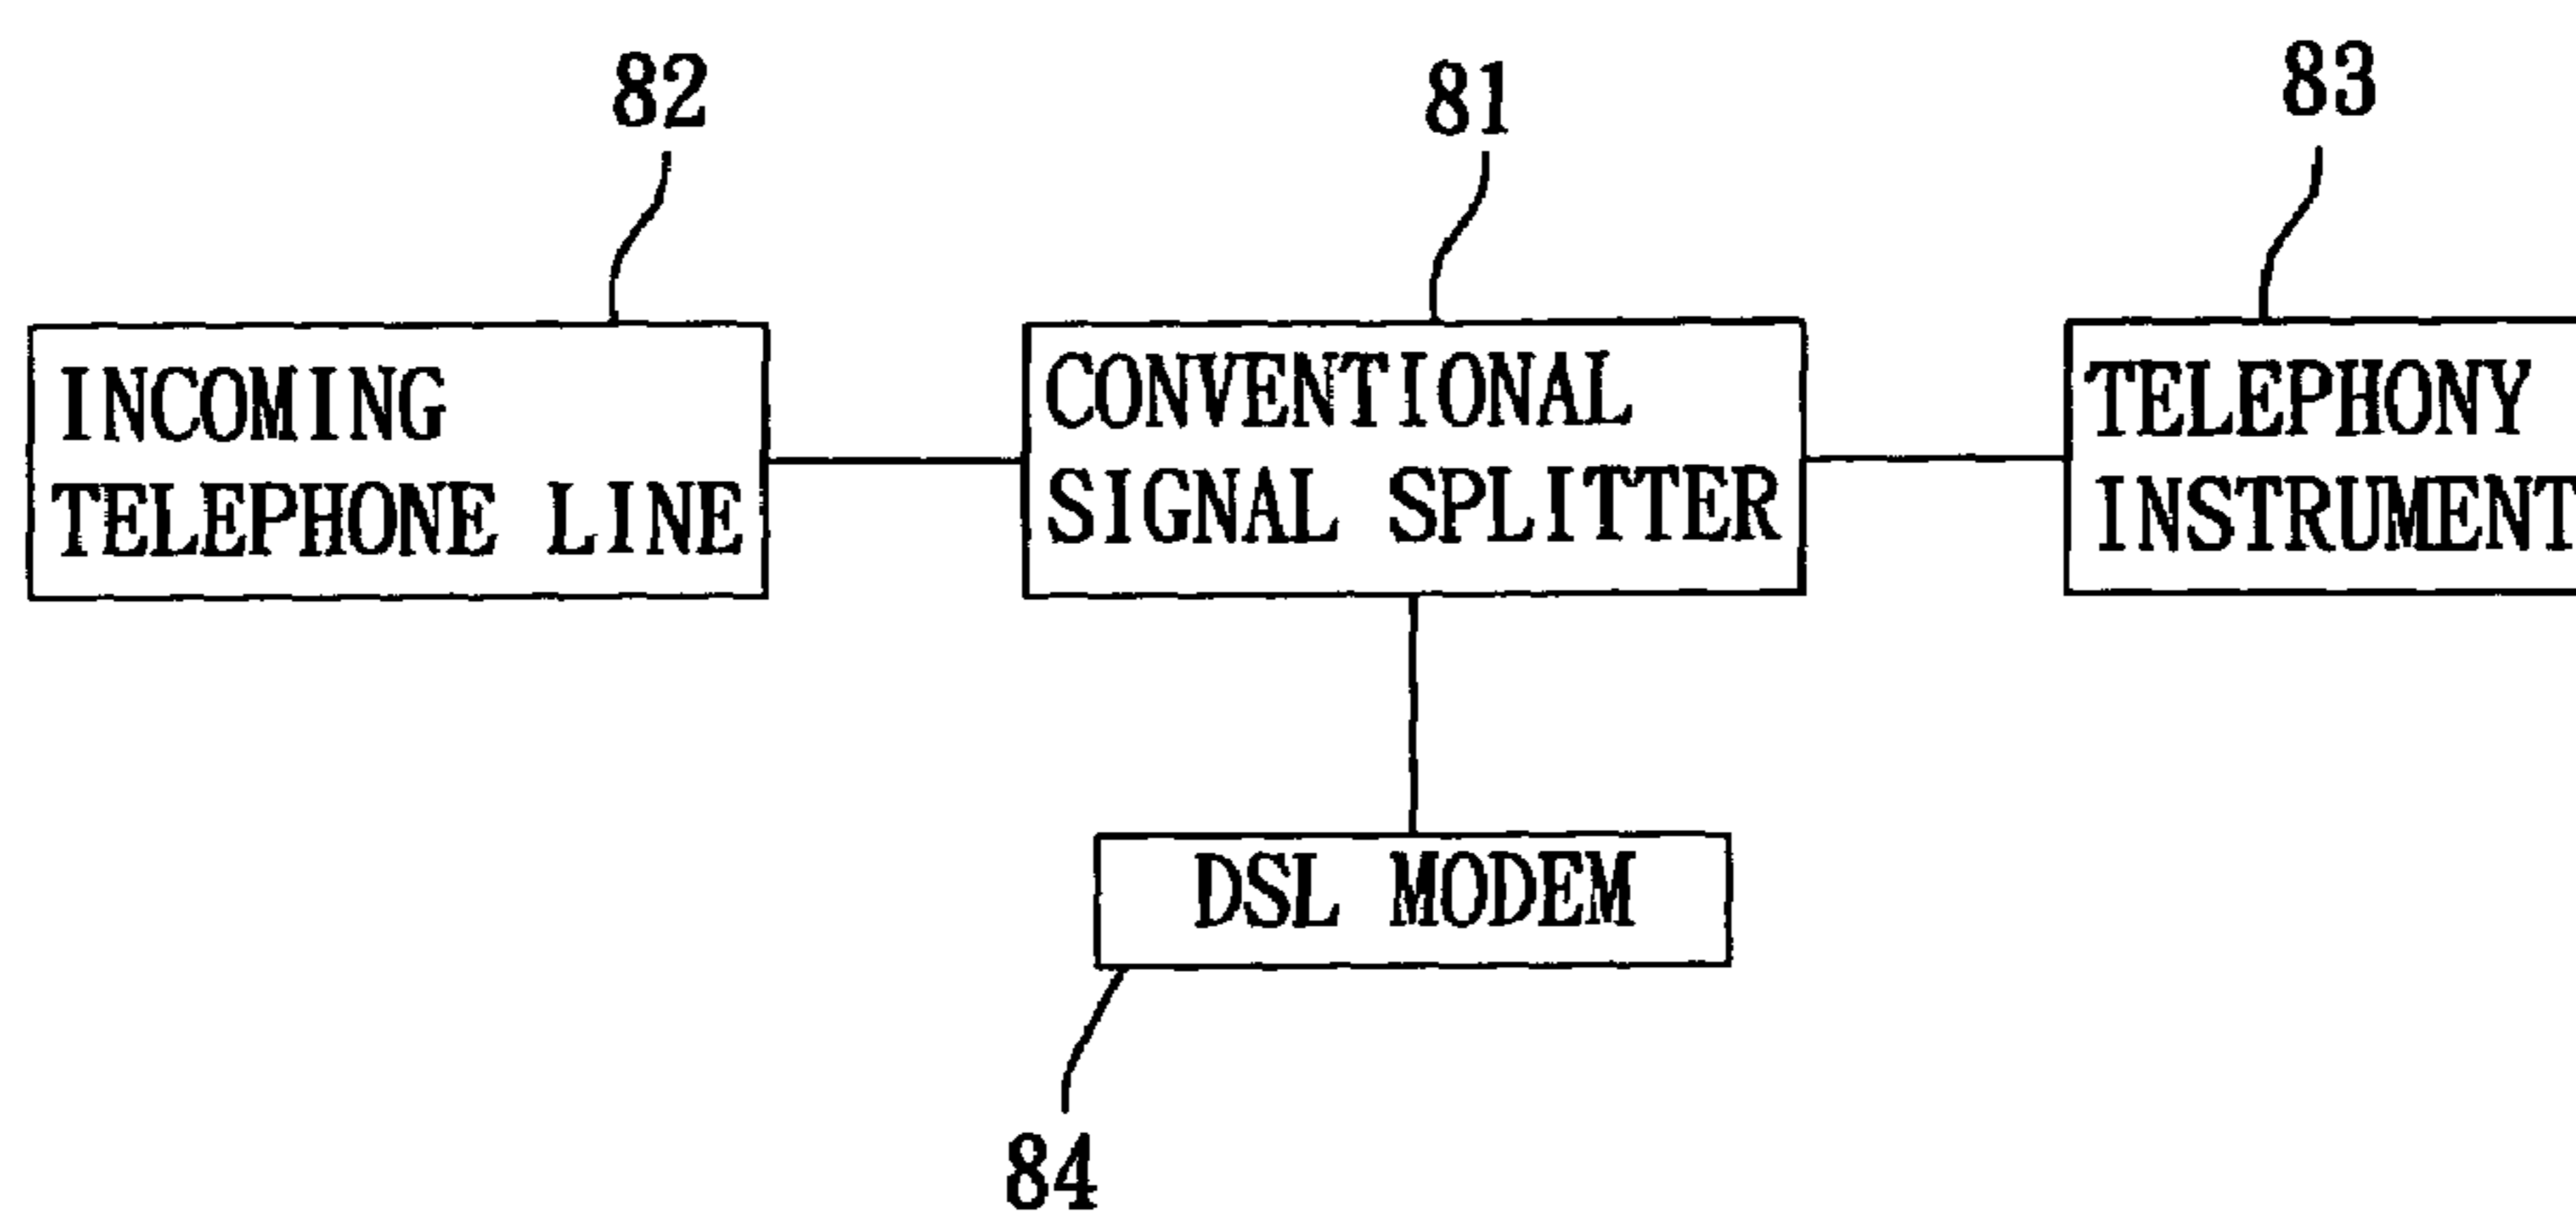 82
81
83
INCOMING
TELEPHONE LINE
CONVENTIONAL
SIGNAL SPLITTER
TELEPHONY
INSTRUMENT
DSL MODEM
84